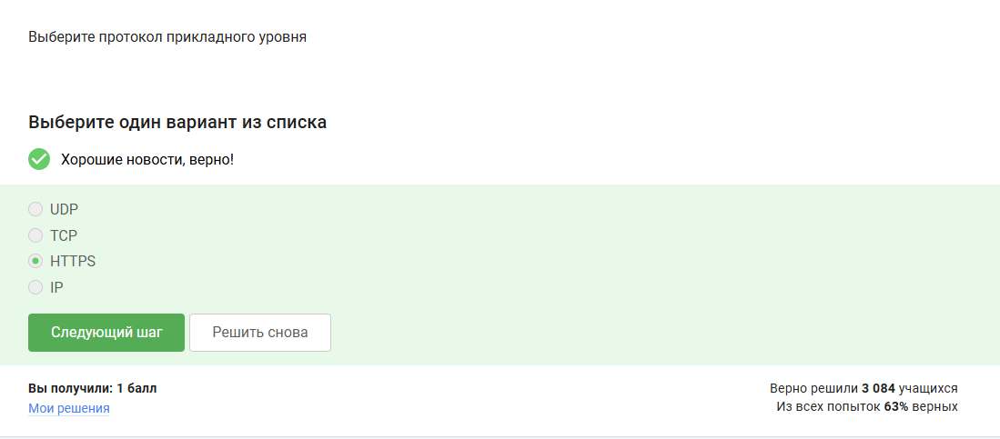 Выберите протокол прикладного уровня
Выберите один вариант из списка
Хорошие новости, верно!
UDP
TCP
HTTPS
IP
Следующий шаг
Решить снова
Вы получили: 1 балл
Мои решения
Верно решили 3 084 учащихся
Из всех попыток 63% верных